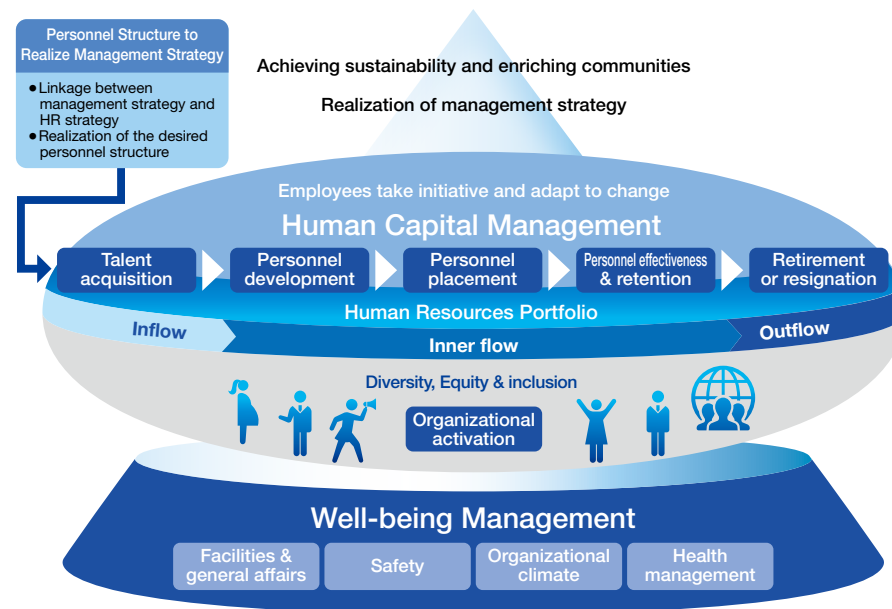 Personnel Structure to
Realize Management Strategy
● Linkage between
management strategy and
HR strategy
● Realization of the desired
personnel structure
Achieving sustainability and enriching communities
Realization of management strategy
Employees take initiative and adapt to change
Human Capital Management
Talent
acquisition
Personnel
development
Personnel
placement
Personnel effectiveness
& retention
Retirement
or resignation
Human Resources Portfolio
Inflow
Inner flow
Outflow
Diversity, Equity & inclusion
Organizational
activation
Well-being Management
Facilities &
general affairs
Safety
Organizational
climate
Health
management